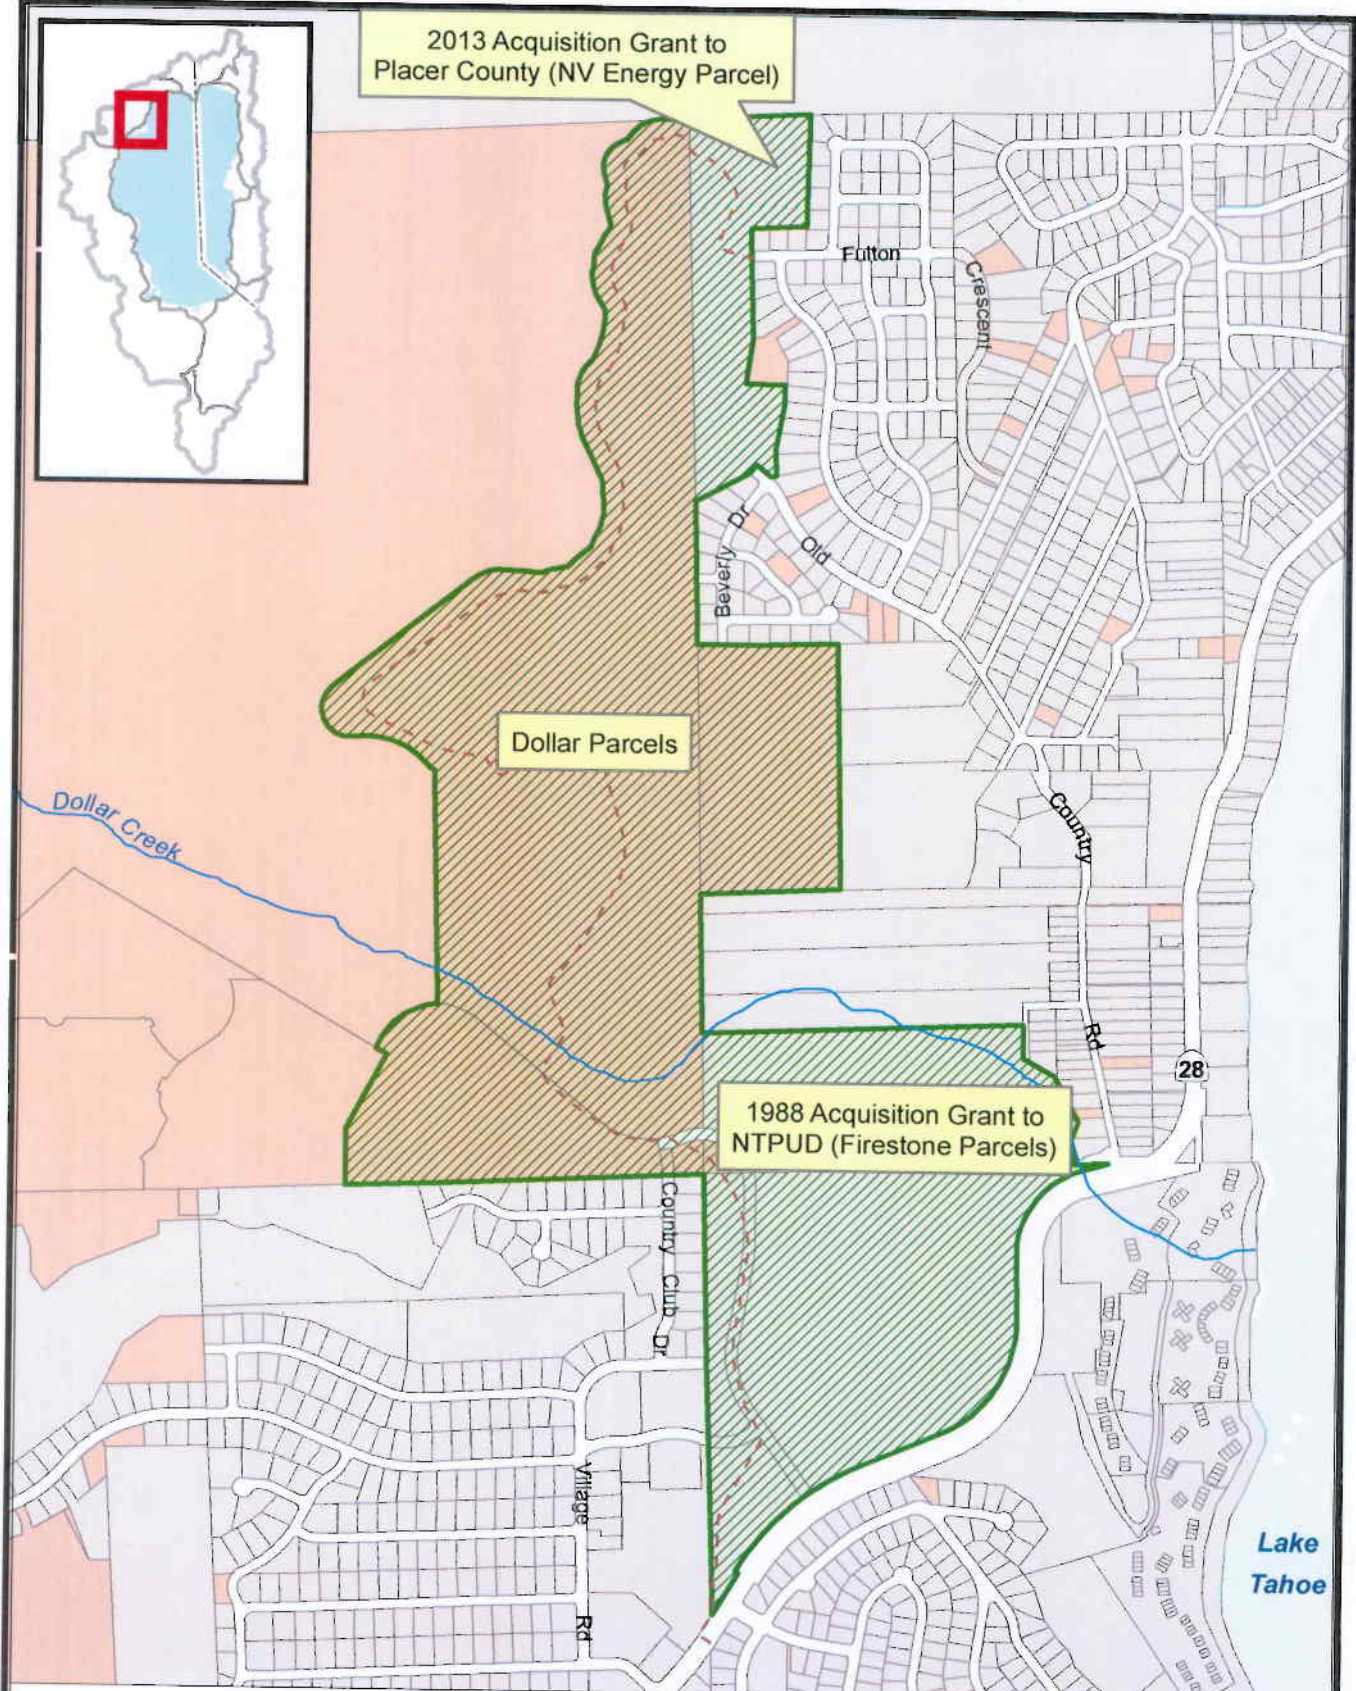 2013 Acquisition Grant to
Placer County (NV Energy Parcel)
Fulton
Crescent
Beverly Dr
Old
Dollar Parcels
Dollar Creek
Country
Rd
28
1988 Acquisition Grant to
NTPUD (Firestone Parcels)
Country Club Dr
Village
Rd
Lake
Tahoe